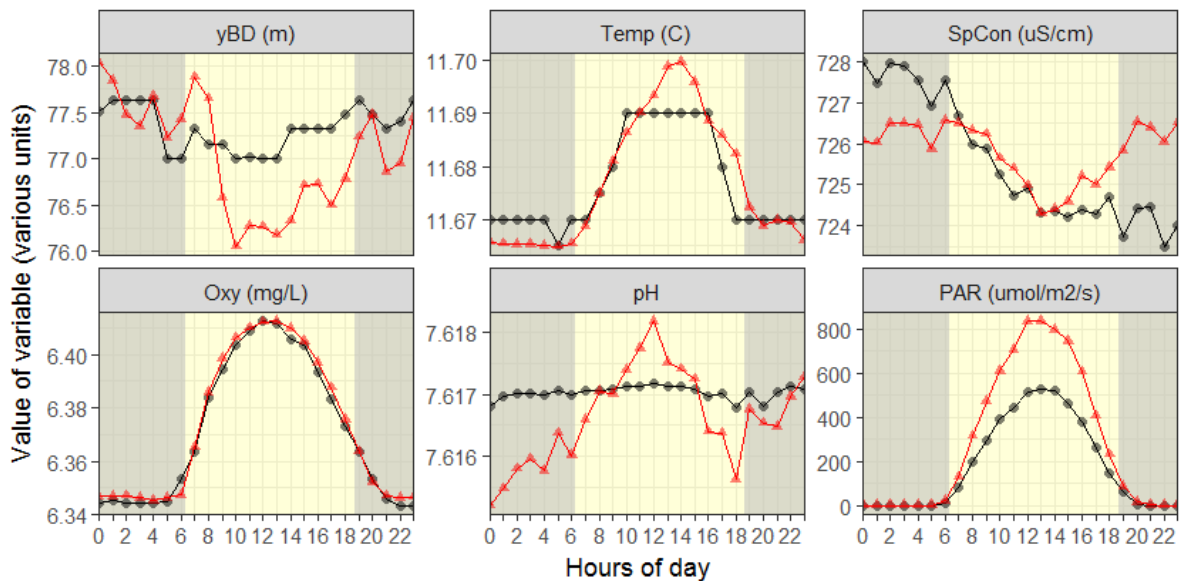 yBD (m)
Temp (C)
SpCon (uS/cm)
78.0
77.5
77.0
76.5
76.0
11.70
11.69
11.68
11.67
728
727
726
725
724
Oxy (mg/L)
pH
PAR (umol/m2/s)
6.40
6.38
6.36
6.34
7.618
7.617
7.616
800
600
400
200
0
0 2 4 6 8 10 12 14 16 18 20 22
0 2 4 6 8 10 12 14 16 18 20 22
0 2 4 6 8 10 12 14 16 18 20 22
Value of variable (various units)
Hours of day